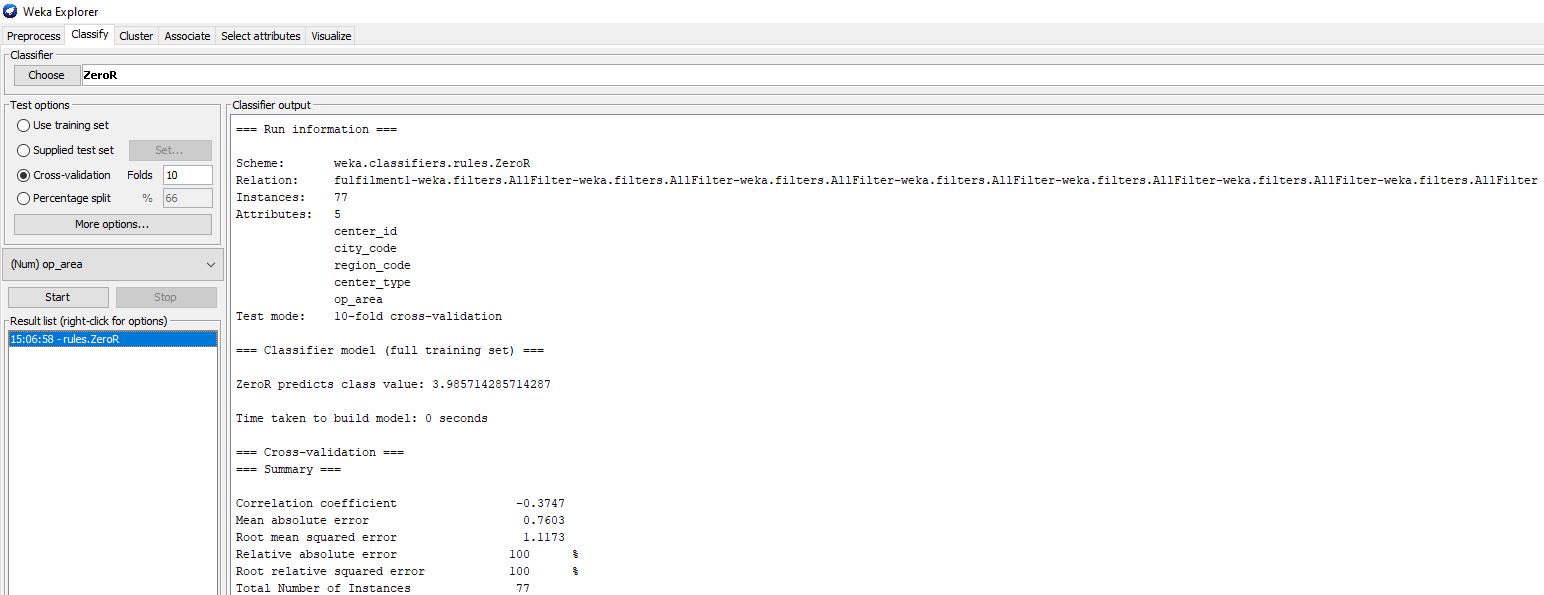 Weka Explorer
Preprocess Classify Cluster Associate Select attributes Visualize
Classifier
Choose ZeroR
Test options
Use training set
Supplied test set Set...
Cross-validation Folds 10
Percentage split % 66
More options...
(Num) op_area
Start Stop
Result list (right-click for options)
15:06:58 - rules.ZeroR
Classifier output
=== Run information ===
Scheme: weka.classifiers.rules.ZeroR
Relation: fulfilment1-weka.filters.AllFilter-weka.filters.AllFilter-weka.filters.AllFilter-weka.filters.AllFilter-weka.filters.AllFilter-weka.filters.AllFilter-weka.filters.AllFilter
Instances: 77
Attributes: 5
center_id
city_code
region_code
center_type
op_area
Test mode: 10-fold cross-validation
=== Classifier model (full training set) ===
ZeroR predicts class value: 3.985714285714287
Time taken to build model: 0 seconds
=== Cross-validation ===
=== Summary ===
Correlation coefficient -0.3747
Mean absolute error 0.7603
Root mean squared error 1.1173
Relative absolute error 100 %
Root relative squared error 100 %
Total Number of Instances 77